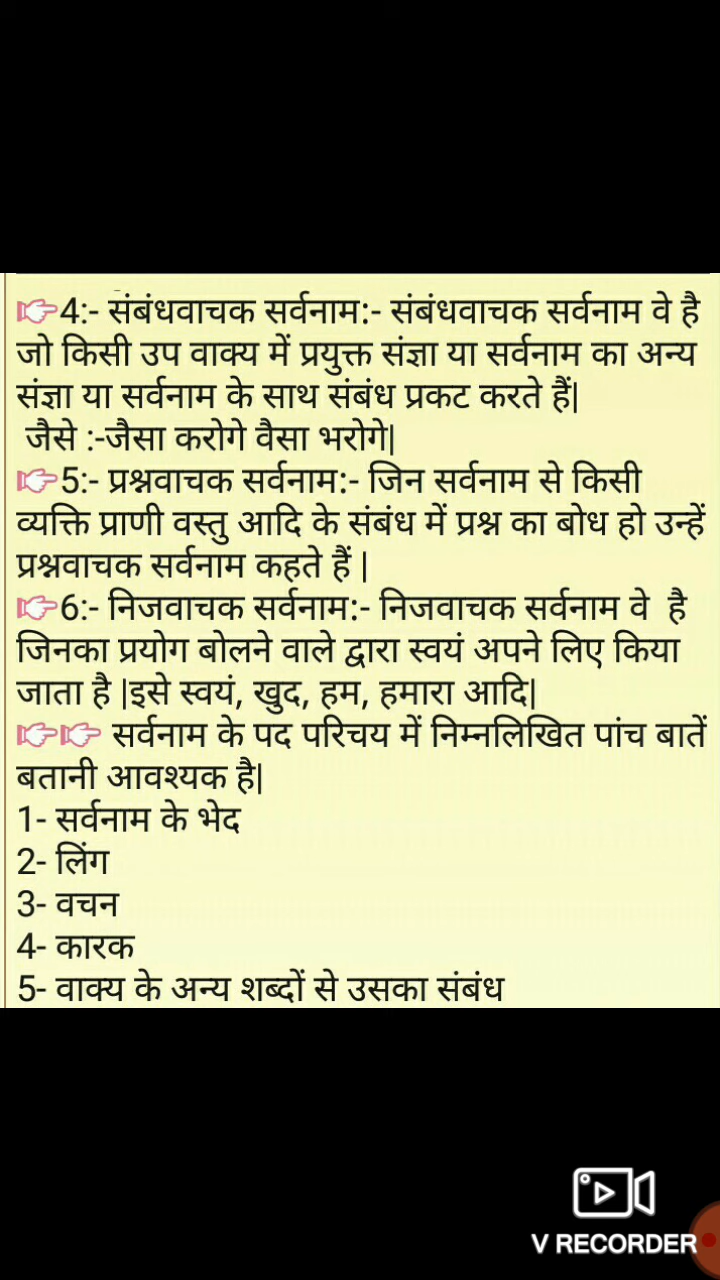 👉4:- संबंधवाचक सर्वनाम:- संबंधवाचक सर्वनाम वे है
जो किसी उप वाक्य में प्रयुक्त संज्ञा या सर्वनाम का अन्य
संज्ञा या सर्वनाम के साथ संबंध प्रकट करते हैं|
जैसे :-जैसा करोगे वैसा भरोगे|
👉5:- प्रश्नवाचक सर्वनाम:- जिन सर्वनाम से किसी
व्यक्ति प्राणी वस्तु आदि के संबंध में प्रश्न का बोध हो उन्हें
प्रश्नवाचक सर्वनाम कहते हैं |
👉6:- निजवाचक सर्वनाम:- निजवाचक सर्वनाम वे है
जिनका प्रयोग बोलने वाले द्वारा स्वयं अपने लिए किया
जाता है |इसे स्वयं, खुद, हम, हमारा आदि|
👉👉 सर्वनाम के पद परिचय में निम्नलिखित पांच बातें
बतानी आवश्यक है|
1- सर्वनाम के भेद
2- लिंग
3- वचन
4- कारक
5- वाक्य के अन्य शब्दों से उसका संबंध
V RECORDER